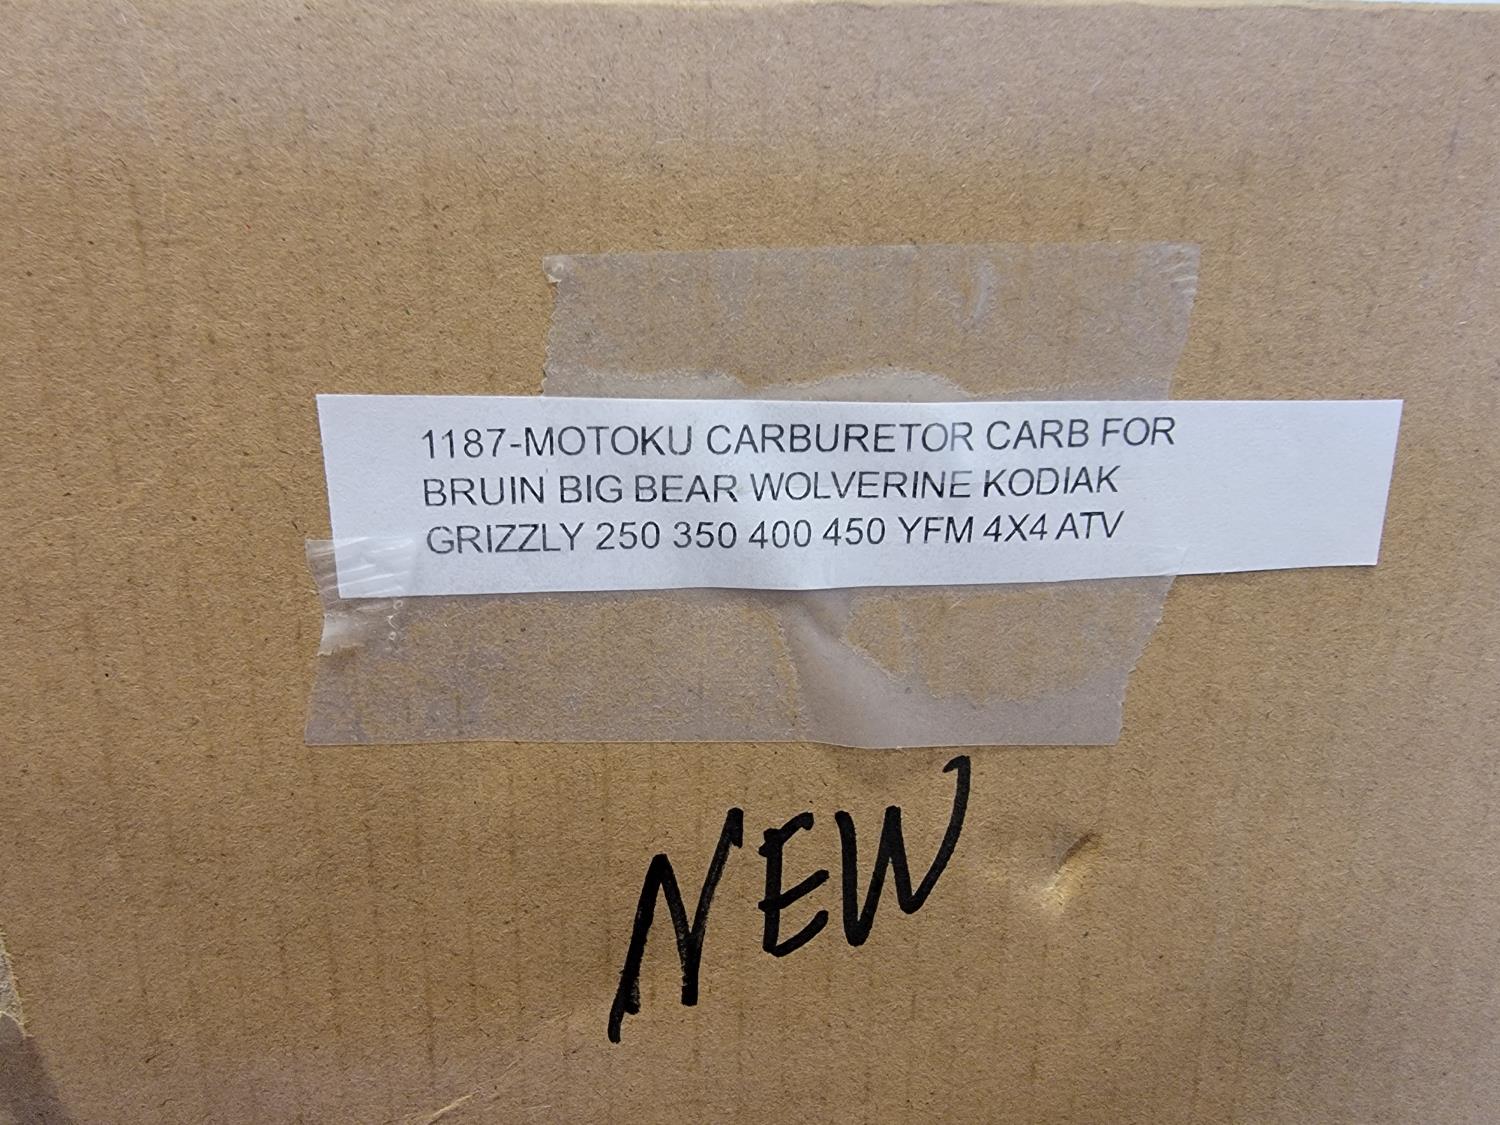 1187-MOTOKU CARBURETOR CARB FOR
BRUIN BIG BEAR WOLVERINE KODIAK
GRIZZLY 250 350 400 450 YFM 4X4 ATV
NEW